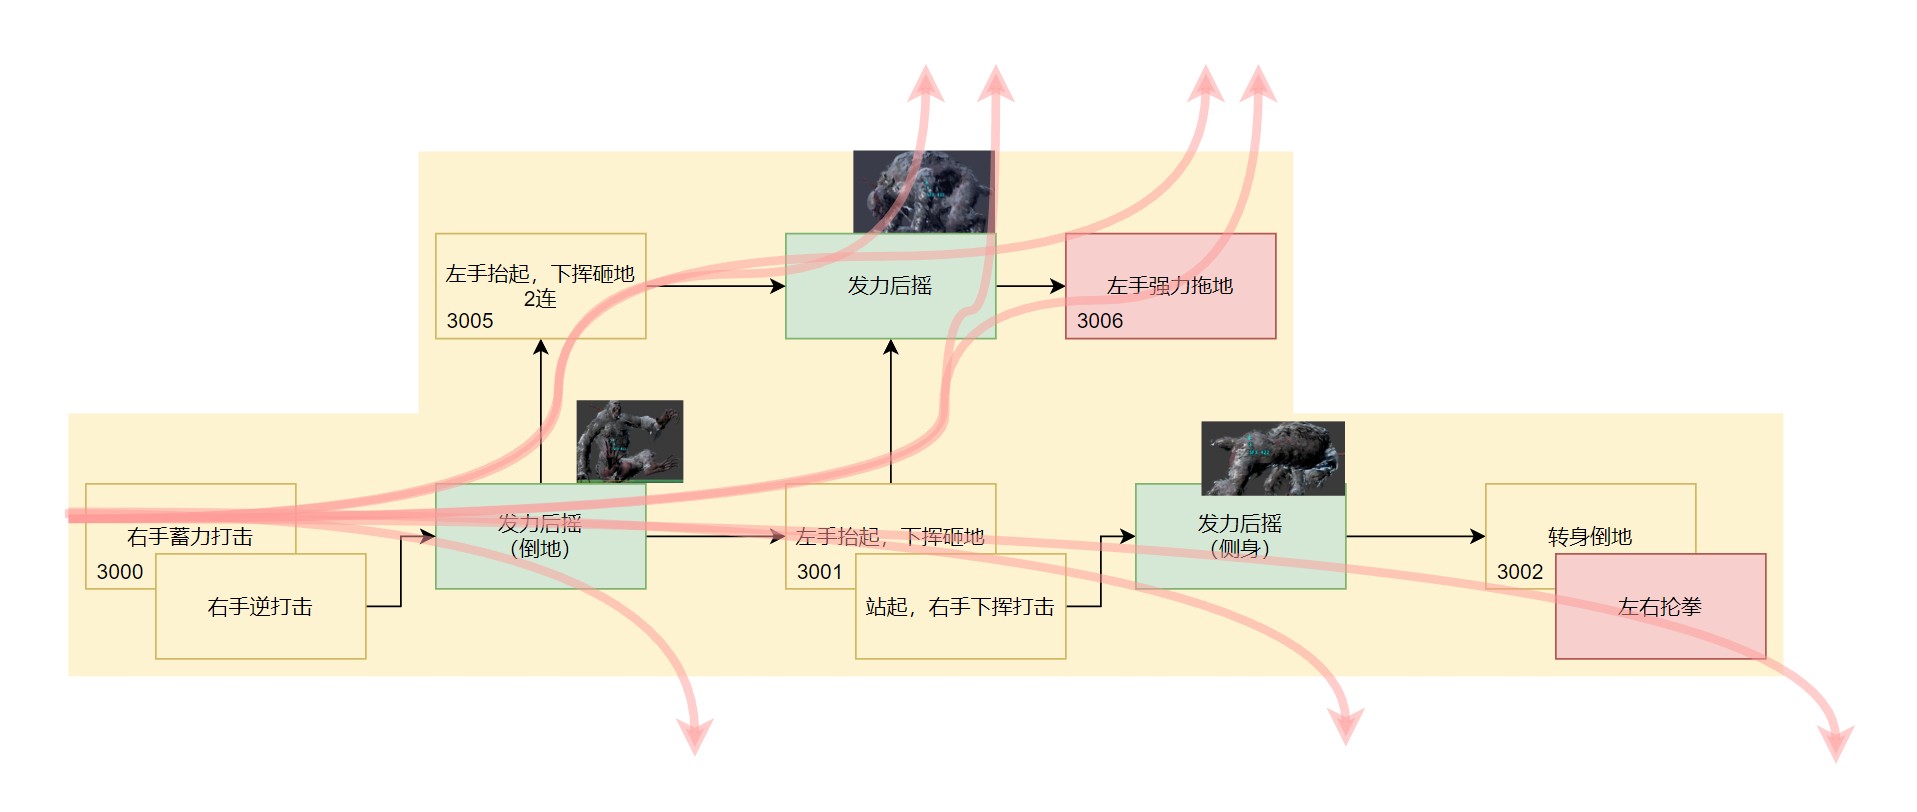 左手抬起，下挥砸地
2连
3005
发力后摇
左手强力拖地
3006
右手蓄力打击
3000
右手逆打击
发力后摇
（倒地）
左手抬起，下挥砸地
3001
站起，右手下挥打击
发力后摇
（侧身）
转身倒地
3002
左右抡拳